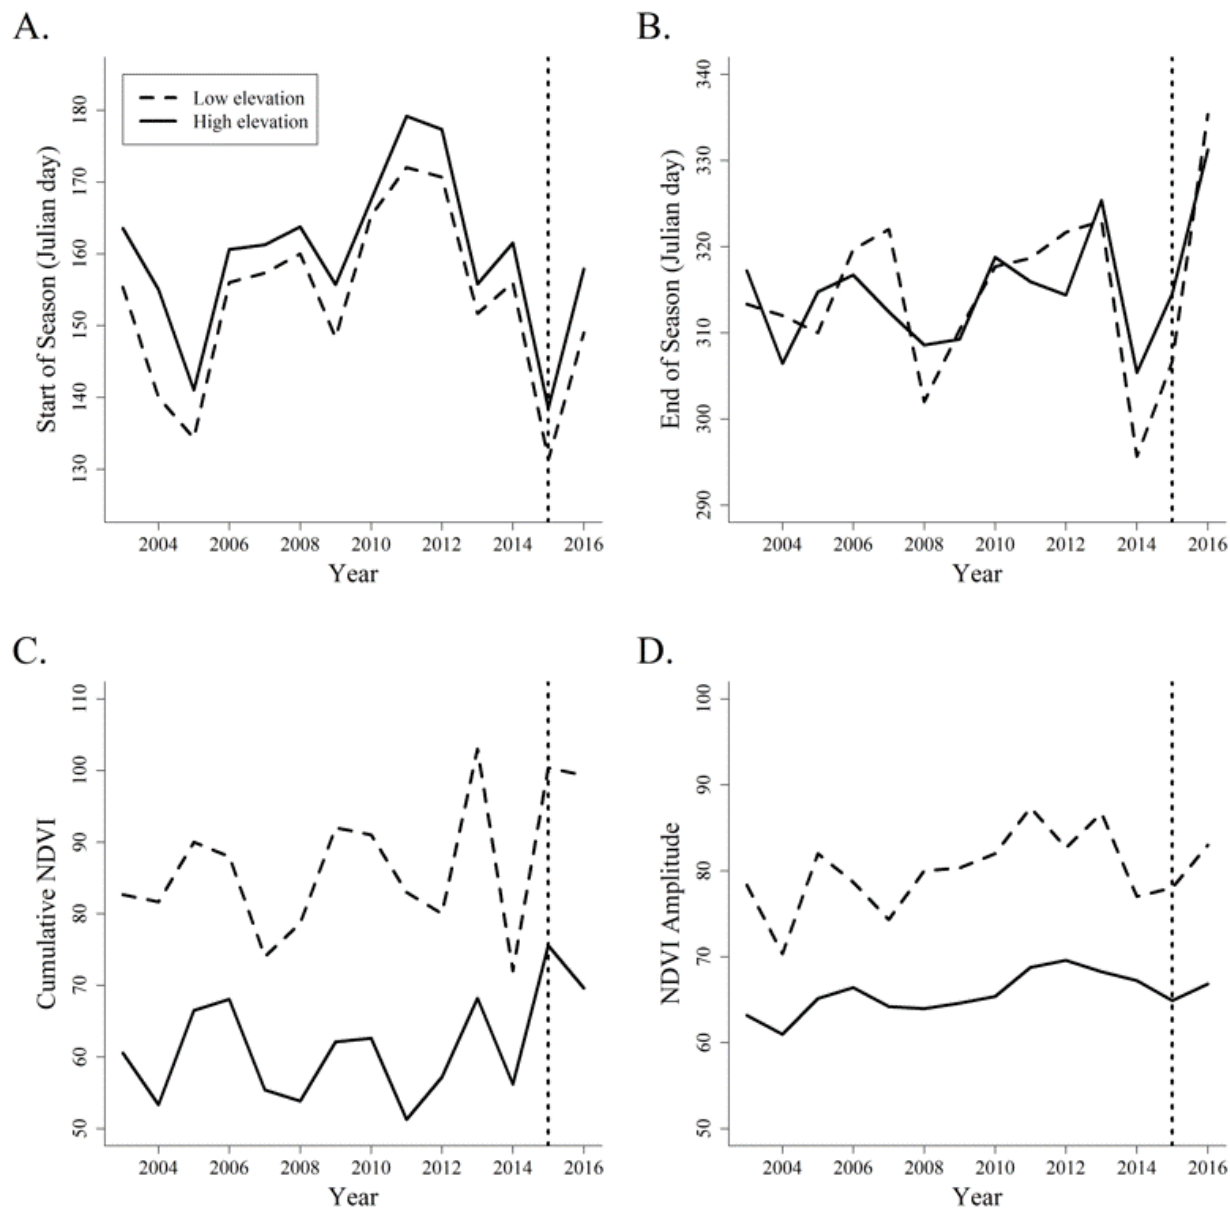 A.
Low elevation
High elevation
Start of Season (Julian day)
180
170
160
150
140
130
2004 2006 2008 2010 2012 2014 2016
Year
B.
End of Season (Julian day)
340
330
320
310
300
290
2004 2006 2008 2010 2012 2014 2016
Year
C.
Cumulative NDVI
110
100
90
80
70
60
50
2004 2006 2008 2010 2012 2014 2016
Year
D.
NDVI Amplitude
100
90
80
70
60
50
2004 2006 2008 2010 2012 2014 2016
Year